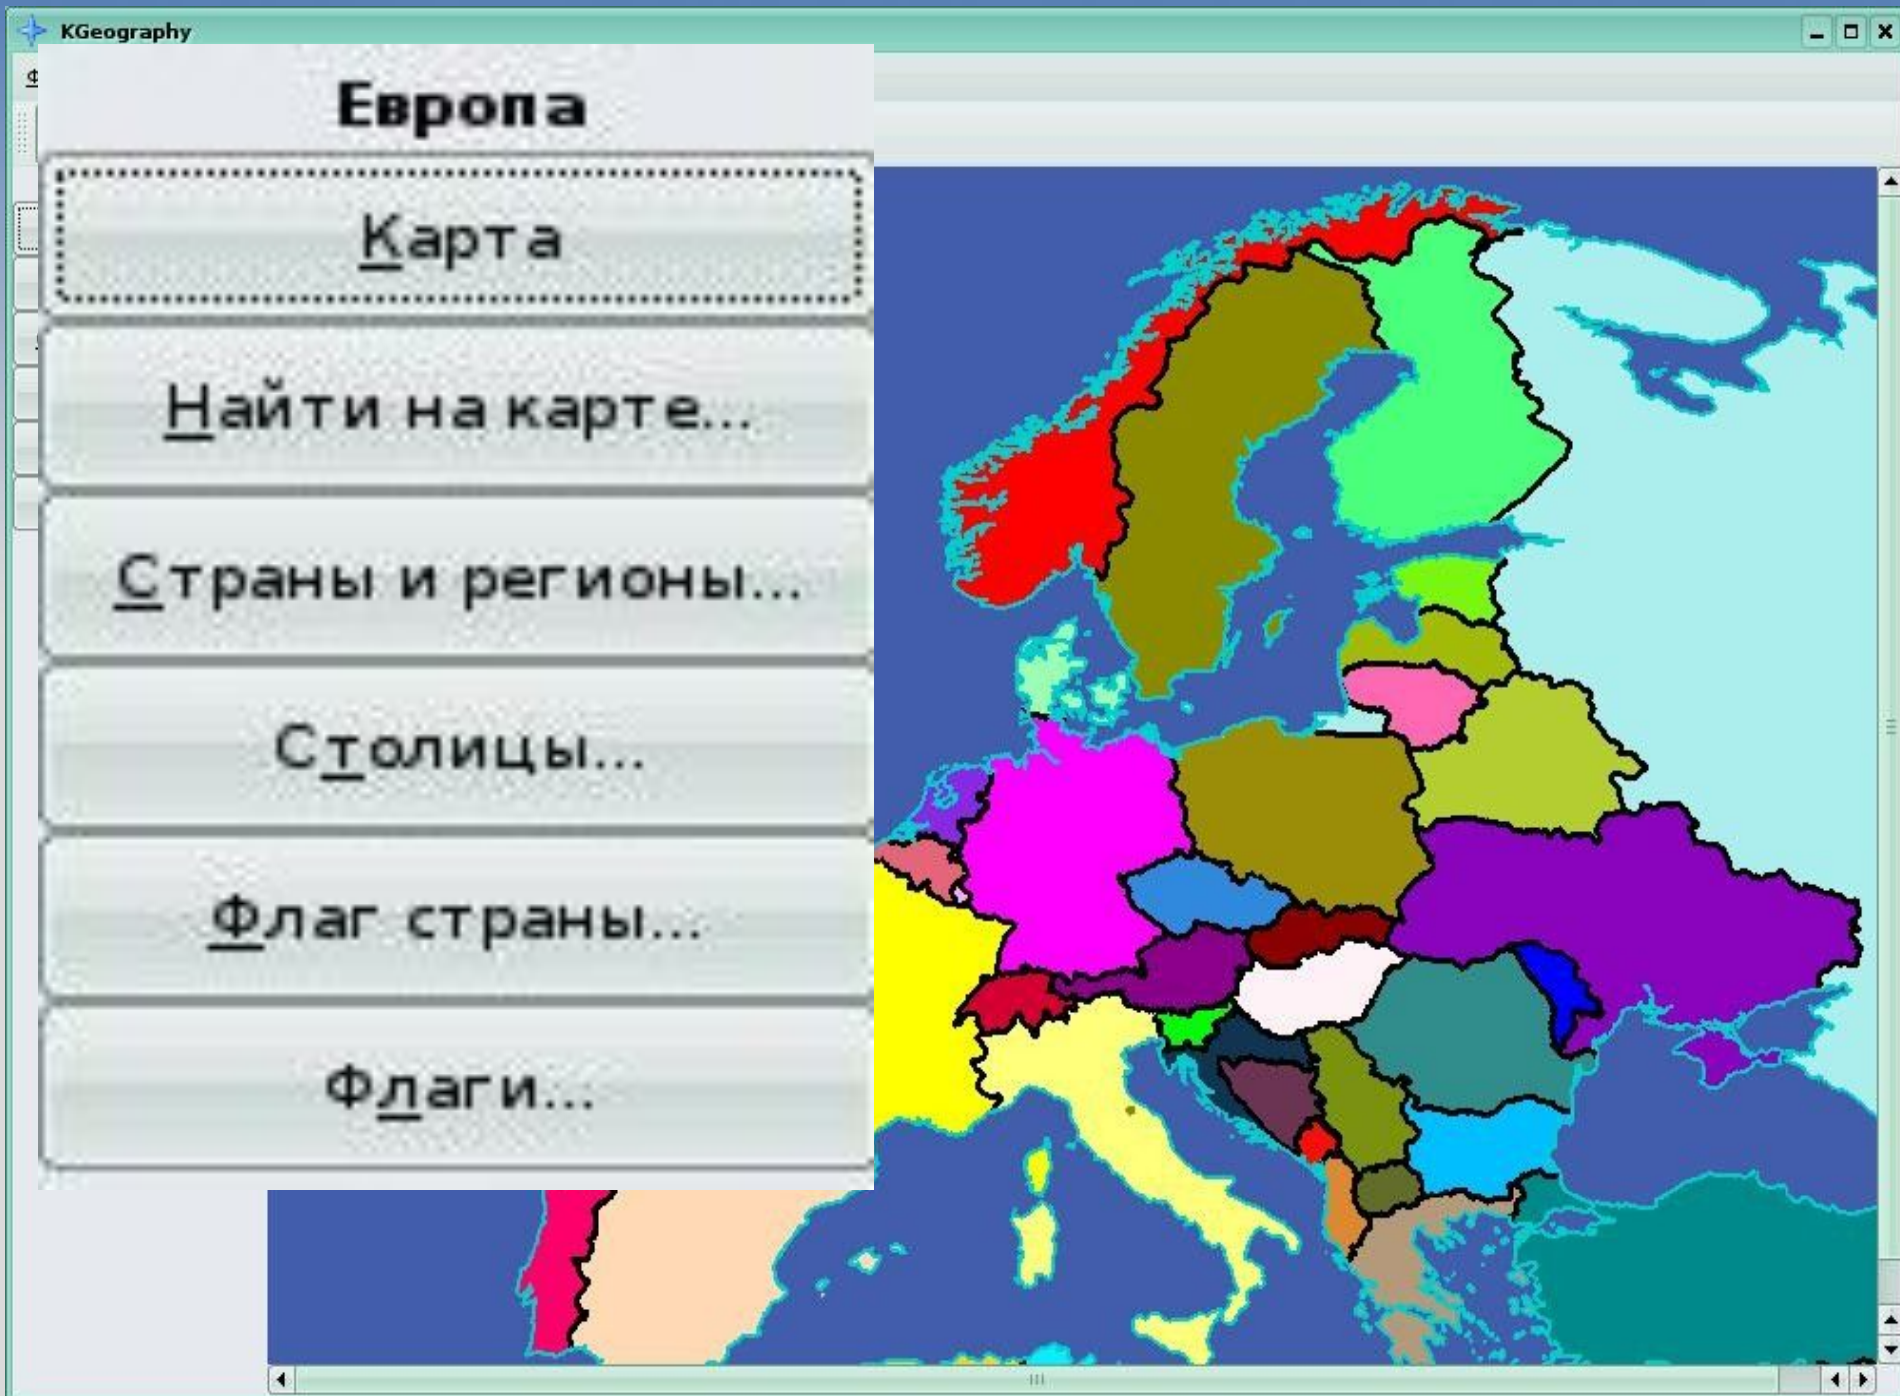 KGeography
Ф
Европа
Карта
Найти на карте...
Страны и регионы...
Столицы...
Флаг страны...
Флаги...